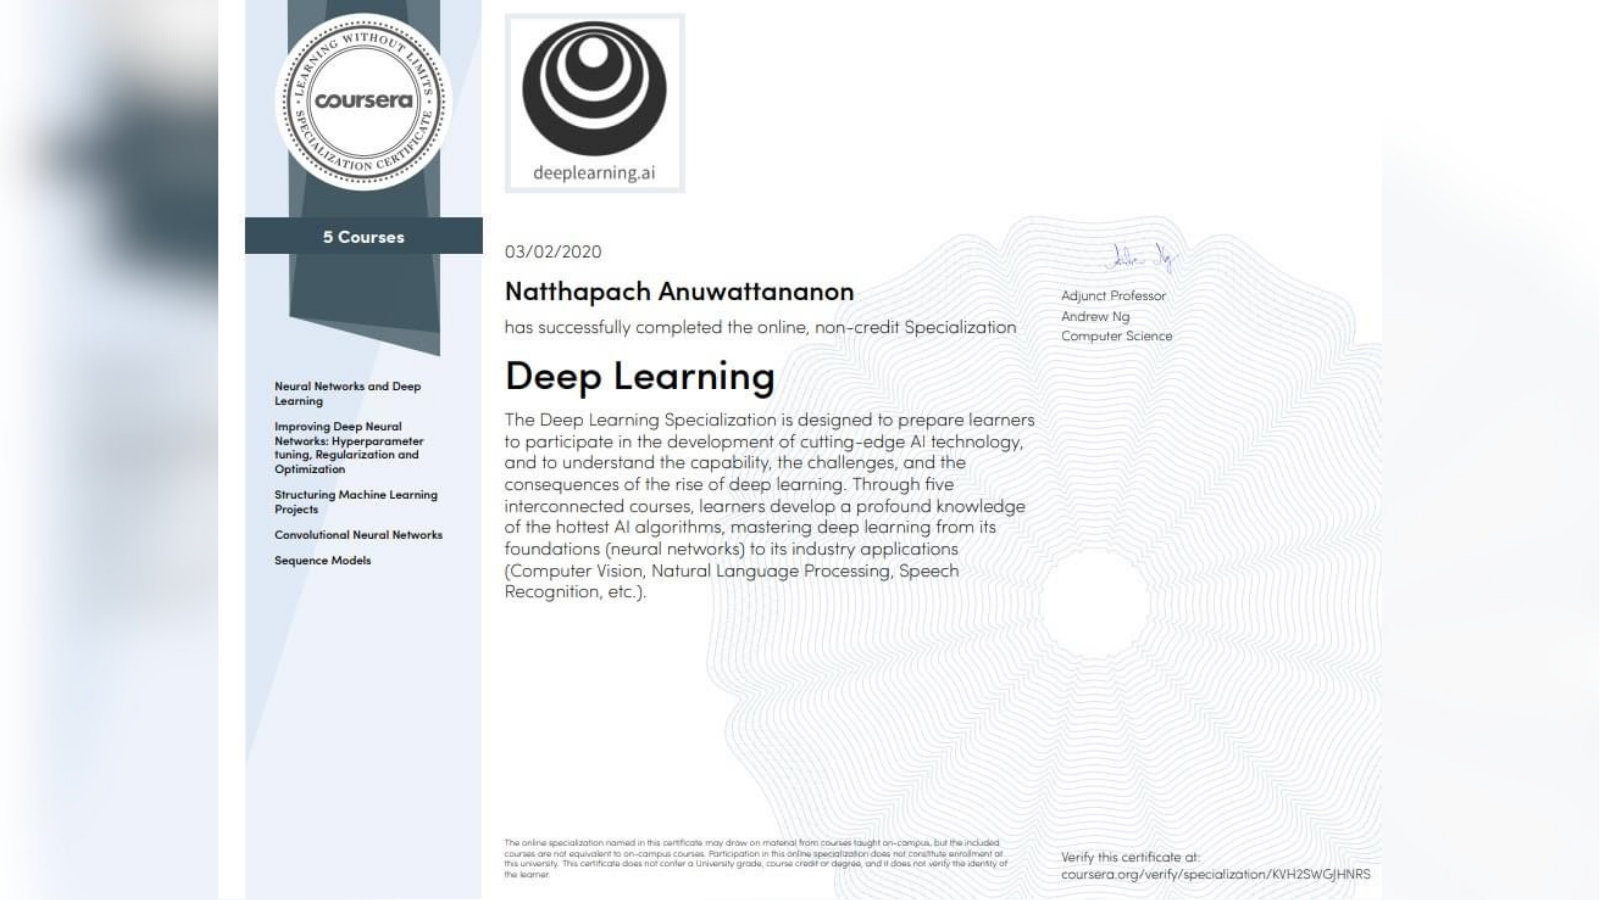 LEARNING WITHOUT LIMITS
coursera
SPECIALIZATION CERTIFICATE
5 Courses
Neural Networks and Deep
Learning
Improving Deep Neural
Networks: Hyperparameter
tuning, Regularization and
Optimization
Structuring Machine Learning
Projects
Convolutional Neural Networks
Sequence Models
deeplearning.ai
03/02/2020
Natthapach Anuwattananon
has successfully completed the online, non-credit Specialization
Deep Learning
The Deep Learning Specialization is designed to prepare learners
to participate in the development of cutting-edge AI technology,
and to understand the capability, the challenges, and the
consequences of the rise of deep learning. Through five
interconnected courses, learners develop a profound knowledge
of the hottest AI algorithms, mastering deep learning from its
foundations (neural networks) to its industry applications
(Computer Vision, Natural Language Processing, Speech
Recognition, etc.).
Andrew Ng
Adjunct Professor
Andrew Ng
Computer Science
The online specialization named in this certificate may draw on material from courses taught on-campus, but the included
courses are not equivalent to on-campus courses. Participation in this online specialization does not constitute enrollment at
this university. This certificate does not confer a University grade, course credit or degree, and it does not verify the identity of
the learner.
Verify this certificate at:
coursera.org/verify/specialization/KVH2SWGJHNRS